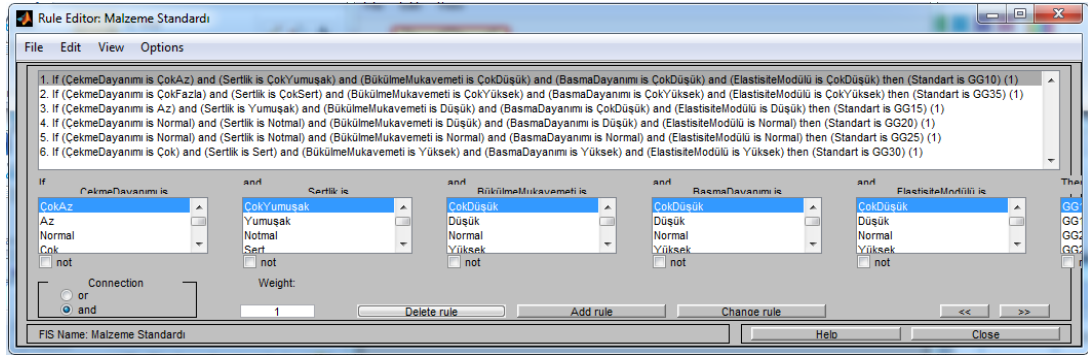 Rule Editor: Malzeme Standardı
File Edit View Options
1. If (ÇekmeDayanımı is ÇokAz) and (Sertlik is ÇokYumuşak) and (BükülmeMukavemeti is ÇokDüşük) and (BasmaDayanımı is ÇokDüşük) and (ElastisiteModülü is ÇokDüşük) then (Standart is GG10) (1)
2. If (ÇekmeDayanımı is ÇokFazla) and (Sertlik is ÇokSert) and (BükülmeMukavemeti is ÇokYüksek) and (BasmaDayanımı is ÇokYüksek) and (ElastisiteModülü is ÇokYüksek) then (Standart is GG35) (1)
3. If (ÇekmeDayanımı is Az) and (Sertlik is Yumuşak) and (BükülmeMukavemeti is Düşük) and (BasmaDayanımı is ÇokDüşük) and (ElastisiteModülü is Düşük) then (Standart is GG15) (1)
4. If (ÇekmeDayanımı is Normal) and (Sertlik is Notmal) and (BükülmeMukavemeti is Düşük) and (BasmaDayanımı is Düşük) and (ElastisiteModülü is Normal) then (Standart is GG20) (1)
5. If (ÇekmeDayanımı is Normal) and (Sertlik is Notmal) and (BükülmeMukavemeti is Normal) and (BasmaDayanımı is Normal) and (ElastisiteModülü is Normal) then (Standart is GG25) (1)
6. If (ÇekmeDayanımı is Çok) and (Sertlik is Sert) and (BükülmeMukavemeti is Yüksek) and (BasmaDayanımı is Yüksek) and (ElastisiteModülü is Yüksek) then (Standart is GG30) (1)
If and and and and
ÇekmeDayanımı is Sertlik is BükülmeMukavemeti is BasmaDayanımı is ElastisiteModülü is
ÇokAz ÇokYumuşak ÇokDüşük ÇokDüşük ÇokDüşük
Az Yumuşak Düşük Düşük Düşük
Normal Notmal Normal Normal Normal
Çok Sert Yüksek Yüksek Yüksek
not not not not not
Connection Weight:
or
and 1 Delete rule Add rule Change rule << >>
FIS Name: Malzeme Standardı Help Close